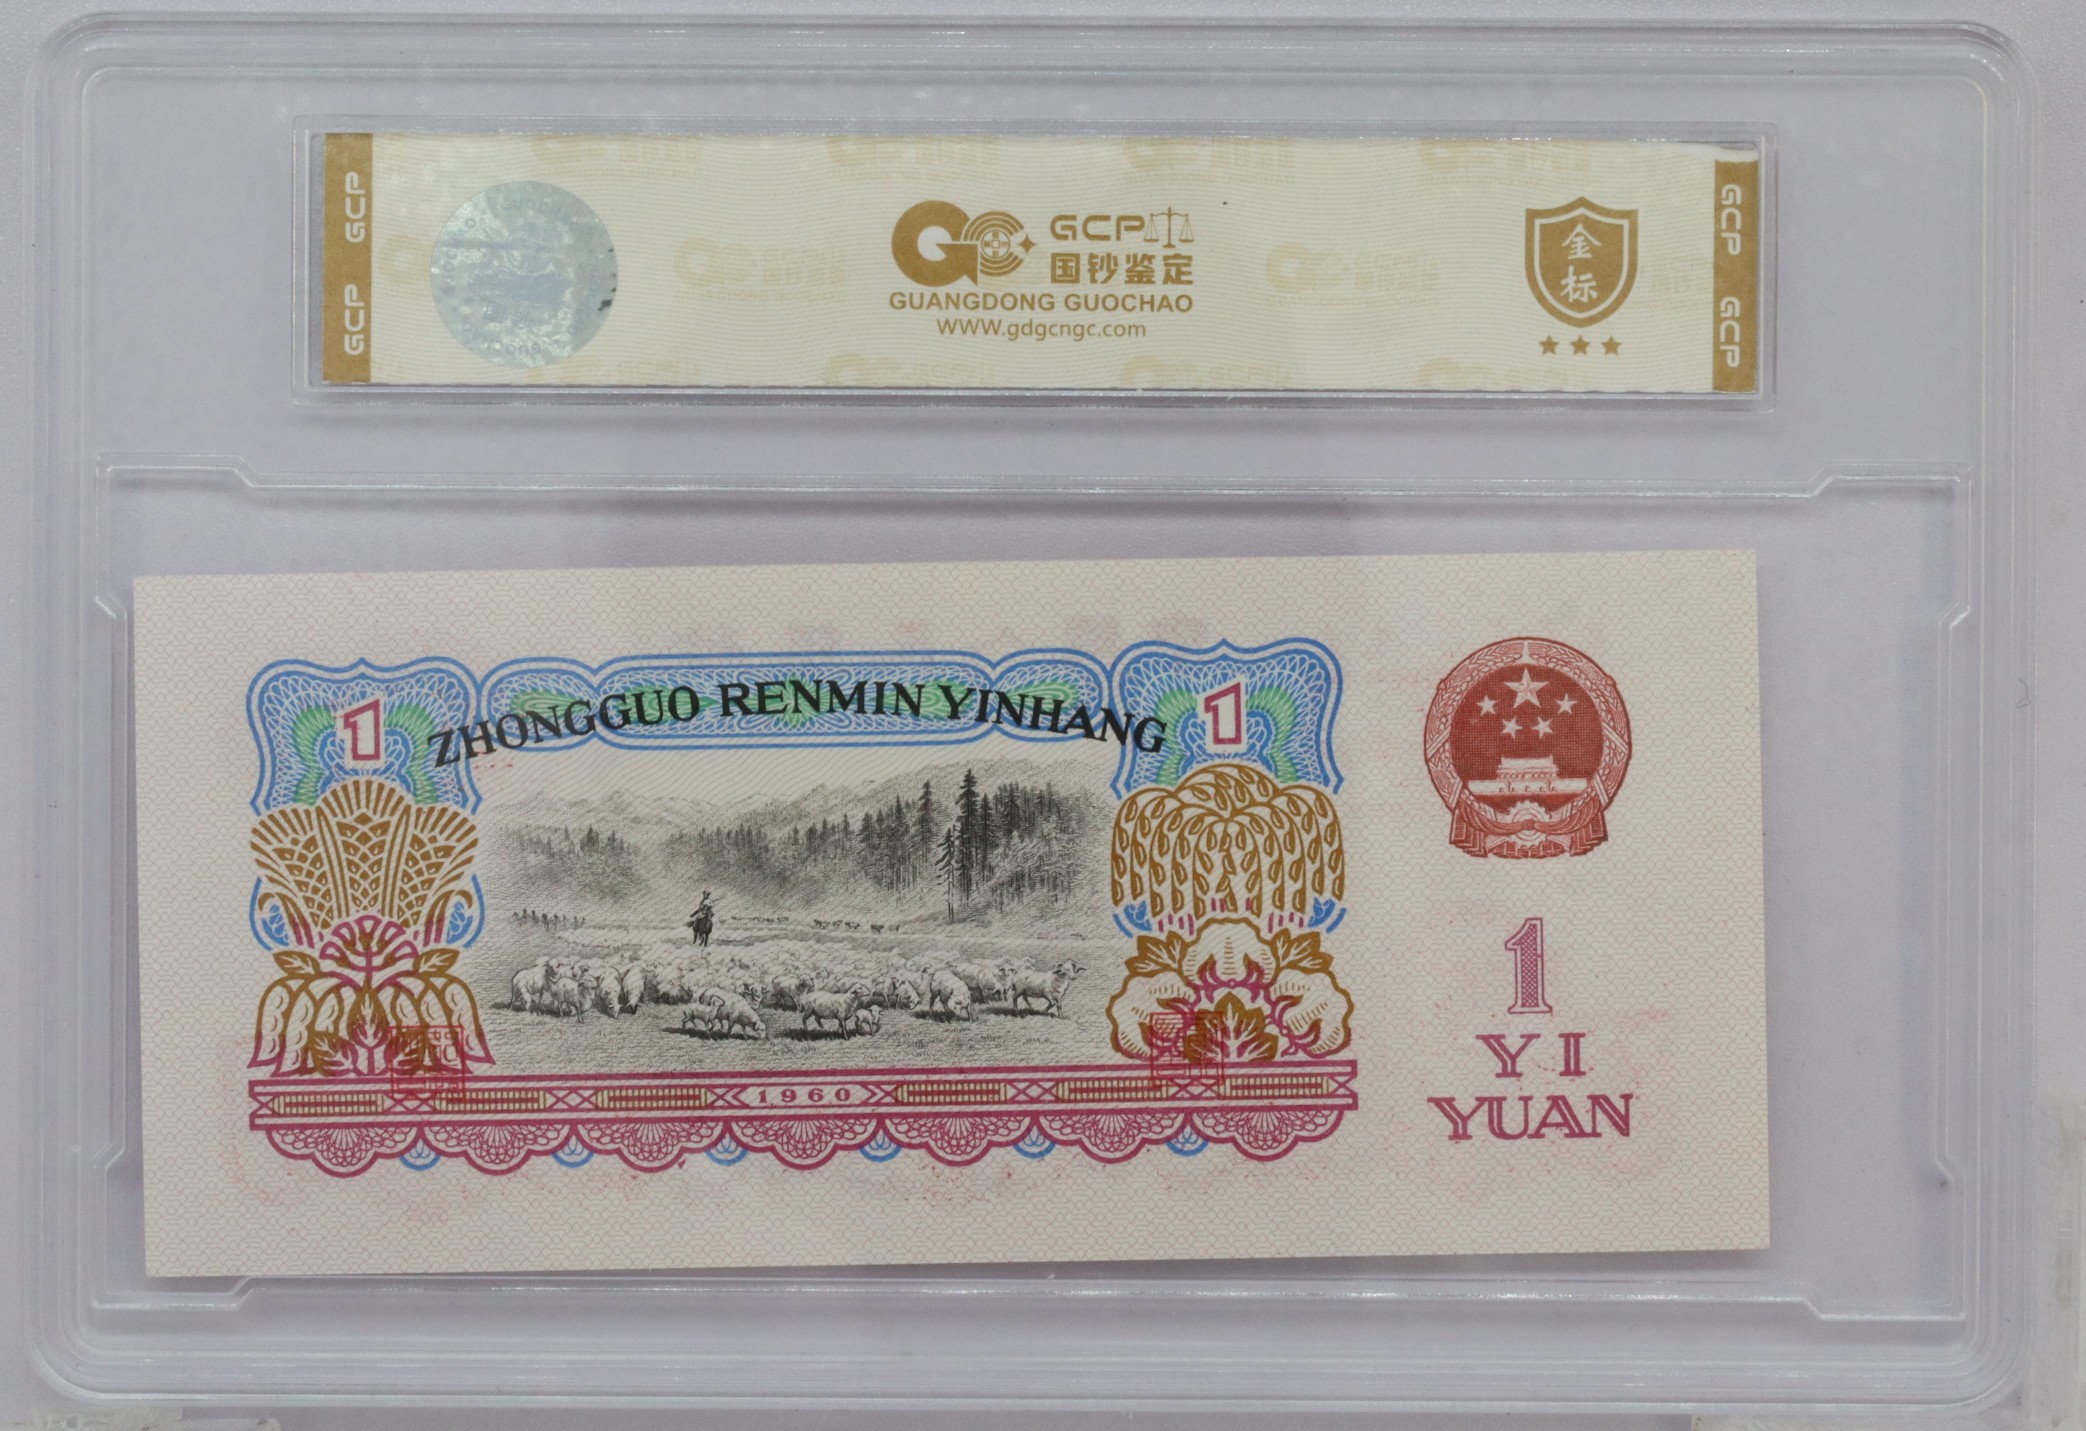 GCP
GCP
GCP
国钞鉴定
GUANGDONG GUOCHAO
WWW.gdgcngc.com
金标
GCP
GCP
1
ZHONGGUO RENMIN YINHANG
1
1960
1
YI
YUAN